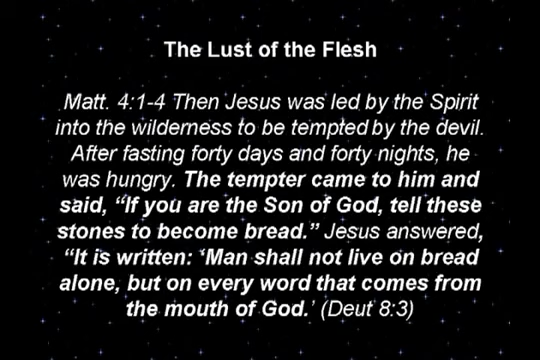 The Lust of the Flesh
Matt. 4:1-4 Then Jesus was led by the Spirit
into the wilderness to be tempted by the devil.
After fasting forty days and forty nights, he
was hungry. The tempter came to him and
said, “If you are the Son of God, tell these
stones to become bread.” Jesus answered,
“It is written: ‘Man shall not live on bread
alone, but on every word that comes from
the mouth of God.’ (Deut 8:3)